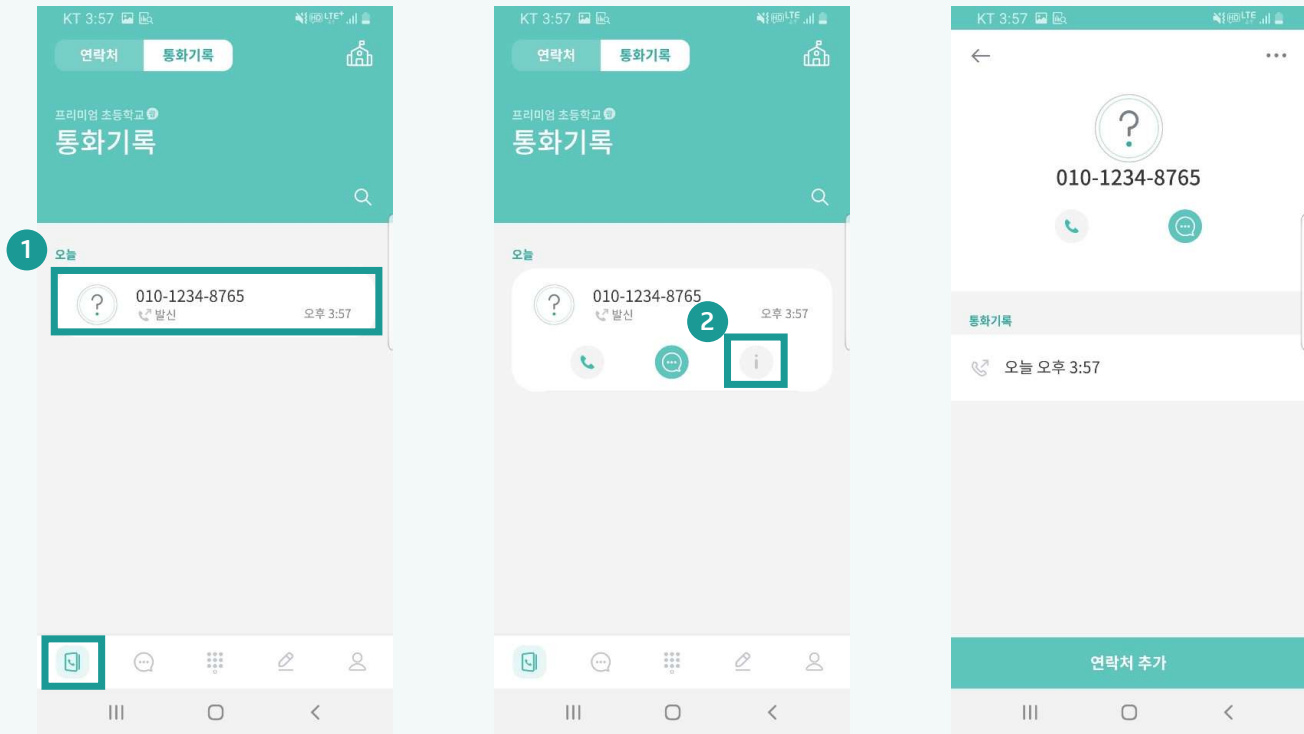 KT 3:57
LTE+
연락처 통화기록
프리미엄 초등학교
통화기록
1
오늘
010-1234-8765
발신
오후 3:57
KT 3:57
LTE
연락처 통화기록
프리미엄 초등학교
통화기록
오늘
010-1234-8765
발신
오후 3:57
2
i
KT 3:57
LTE
?
010-1234-8765
통화기록
오늘 오후 3:57
연락처 추가